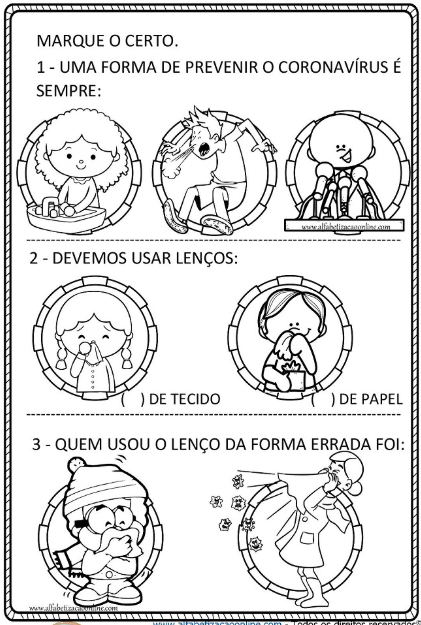 MARQUE O CERTO.
1 - UMA FORMA DE PREVENIR O CORONAVÍRUS É
SEMPRE:
www.alfabetizacaoonline.com
2 - DEVEMOS USAR LENÇOS:
( ) DE TECIDO ( ) DE PAPEL
3 - QUEM USOU O LENÇO DA FORMA ERRADA FOI:
www.alfabetizacaoonline.com
www.alfabetizacaoonline.com - Todos os direitos reservados®